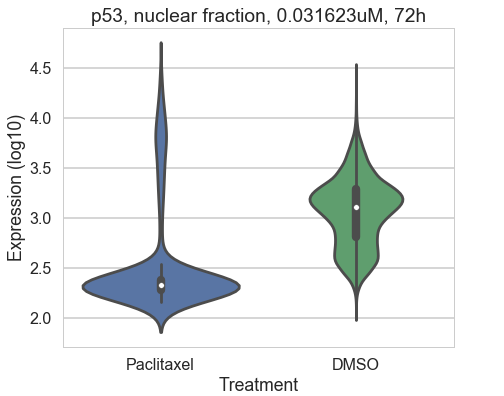 p53, nuclear fraction, 0.031623uM, 72h
Expression (log10)
4.5
4.0
3.5
3.0
2.5
2.0
Paclitaxel DMSO
Treatment